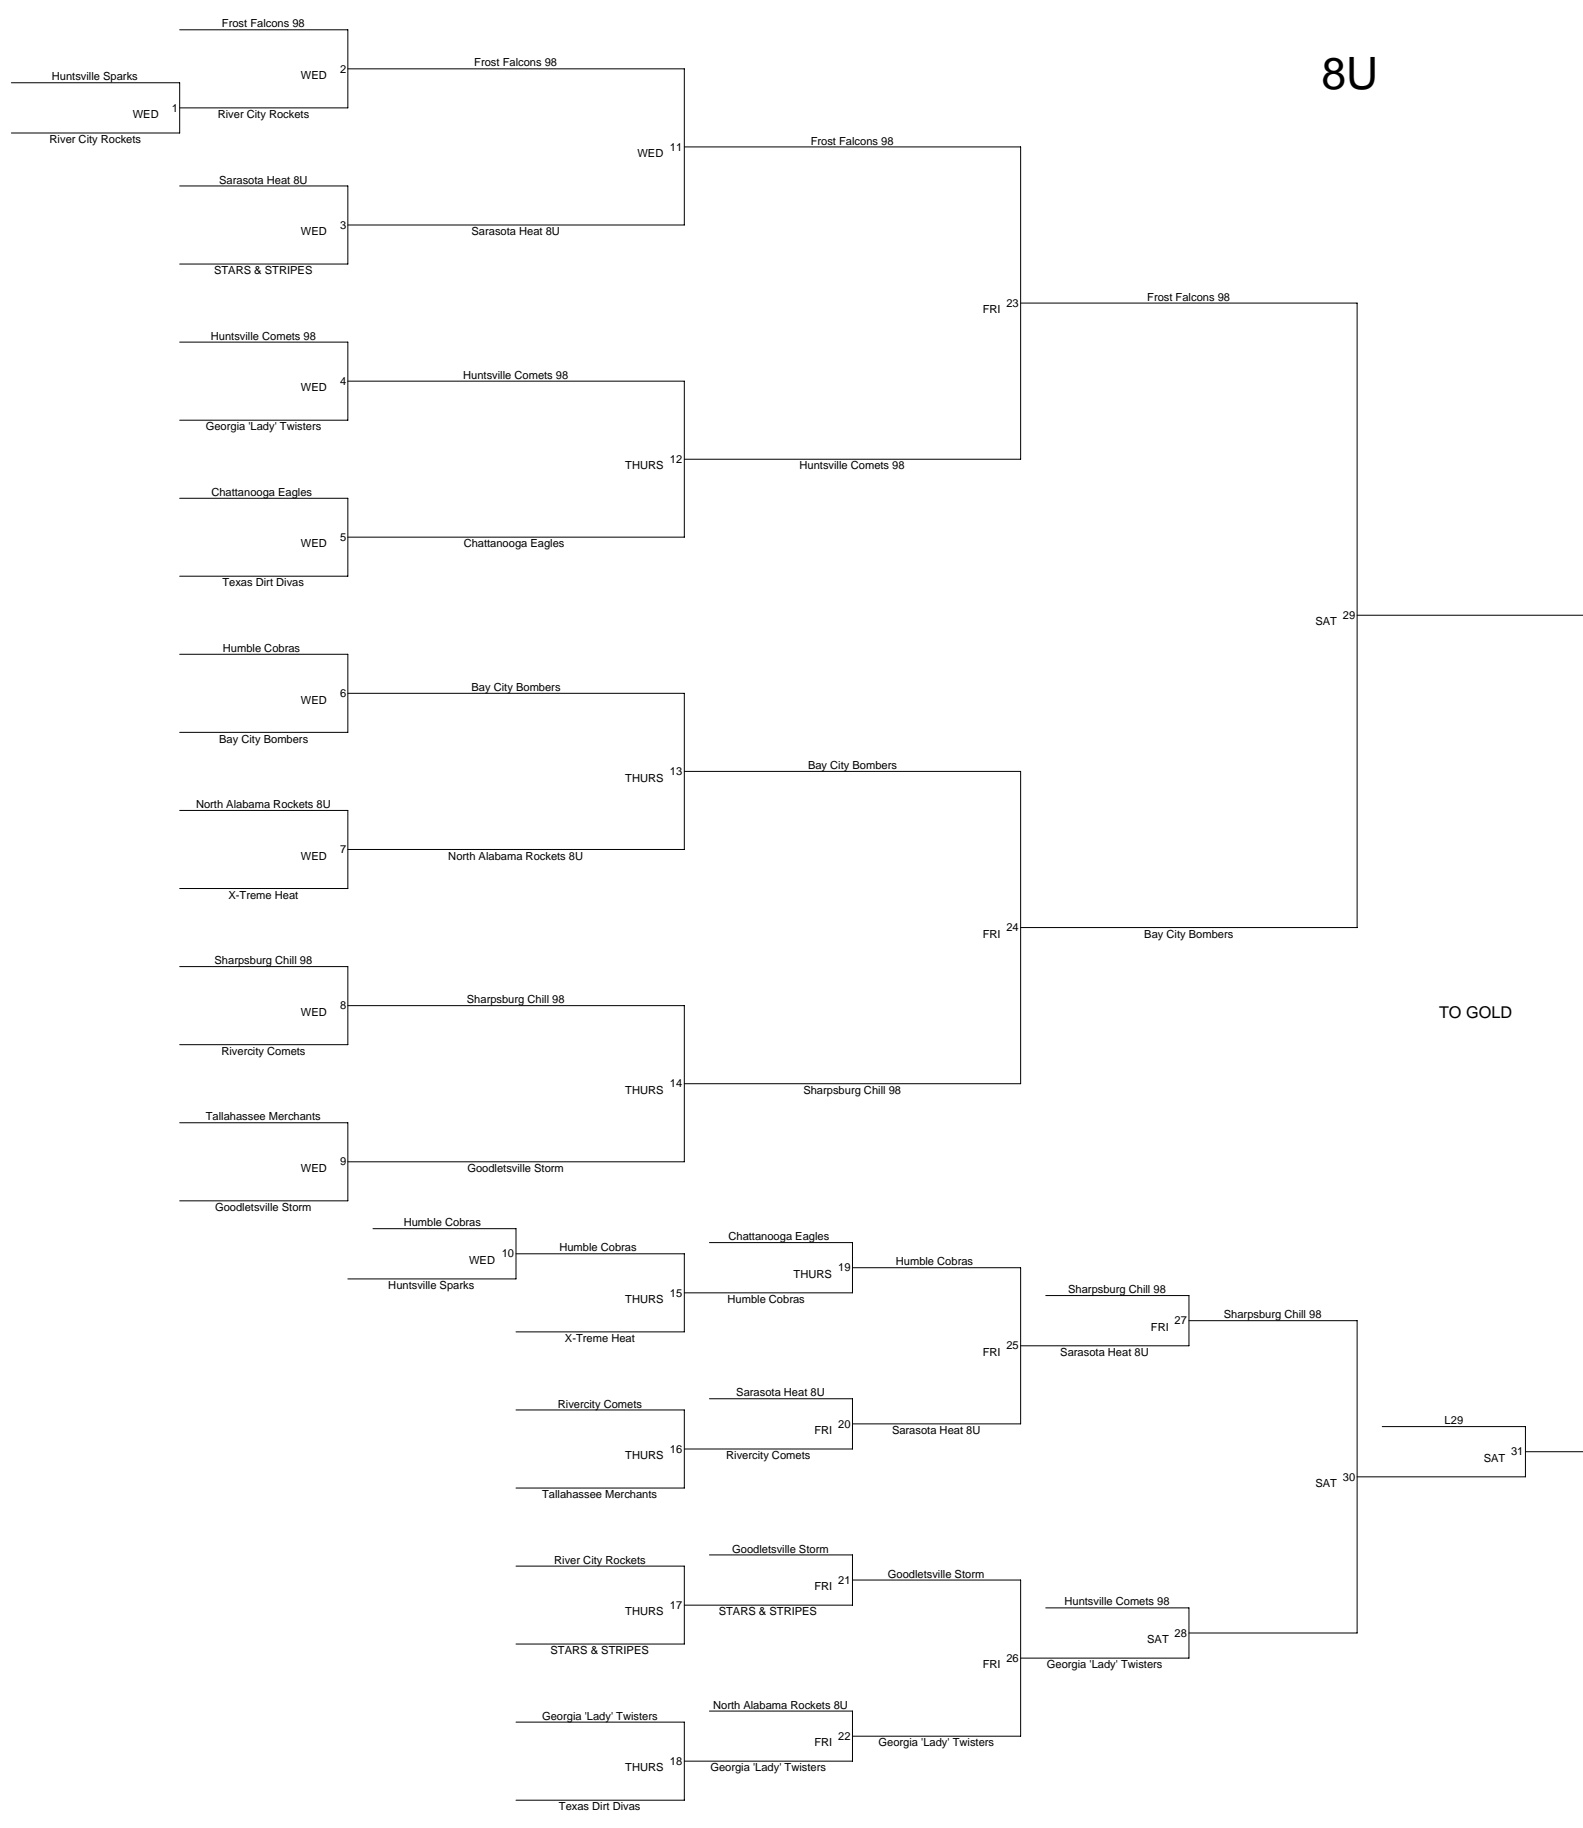 8U
Frost Falcons 98
Huntsville Sparks
WED 2
Frost Falcons 98
WED 1
River City Rockets
River City Rockets
WED 11
Frost Falcons 98
Sarasota Heat 8U
WED 3
Sarasota Heat 8U
STARS & STRIPES
FRI 23
Frost Falcons 98
Huntsville Comets 98
WED 4
Huntsville Comets 98
Georgia 'Lady' Twisters
THURS 12
Huntsville Comets 98
Chattanooga Eagles
WED 5
Chattanooga Eagles
Texas Dirt Divas
SAT 29
Humble Cobras
WED 6
Bay City Bombers
Bay City Bombers
THURS 13
Bay City Bombers
North Alabama Rockets 8U
WED 7
North Alabama Rockets 8U
X-Treme Heat
FRI 24
Bay City Bombers
Sharpsburg Chill 98
WED 8
Sharpsburg Chill 98
TO GOLD
Rivercity Comets
THURS 14
Sharpsburg Chill 98
Tallahassee Merchants
WED 9
Goodletsville Storm
Goodletsville Storm
Humble Cobras
WED 10
Humble Cobras
Huntsville Sparks
Chattanooga Eagles
THURS 19
Humble Cobras
THURS 15
Humble Cobras
X-Treme Heat
Sharpsburg Chill 98
FRI 27
Sharpsburg Chill 98
FRI 25
Sarasota Heat 8U
Sarasota Heat 8U
Rivercity Comets
FRI 20
Sarasota Heat 8U
THURS 16
Rivercity Comets
Tallahassee Merchants
L29
SAT 31
SAT 30
Goodletsville Storm
River City Rockets
FRI 21
Goodletsville Storm
THURS 17
STARS & STRIPES
STARS & STRIPES
Huntsville Comets 98
SAT 28
FRI 26
Georgia 'Lady' Twisters
North Alabama Rockets 8U
Georgia 'Lady' Twisters
FRI 22
Georgia 'Lady' Twisters
THURS 18
Georgia 'Lady' Twisters
Texas Dirt Divas